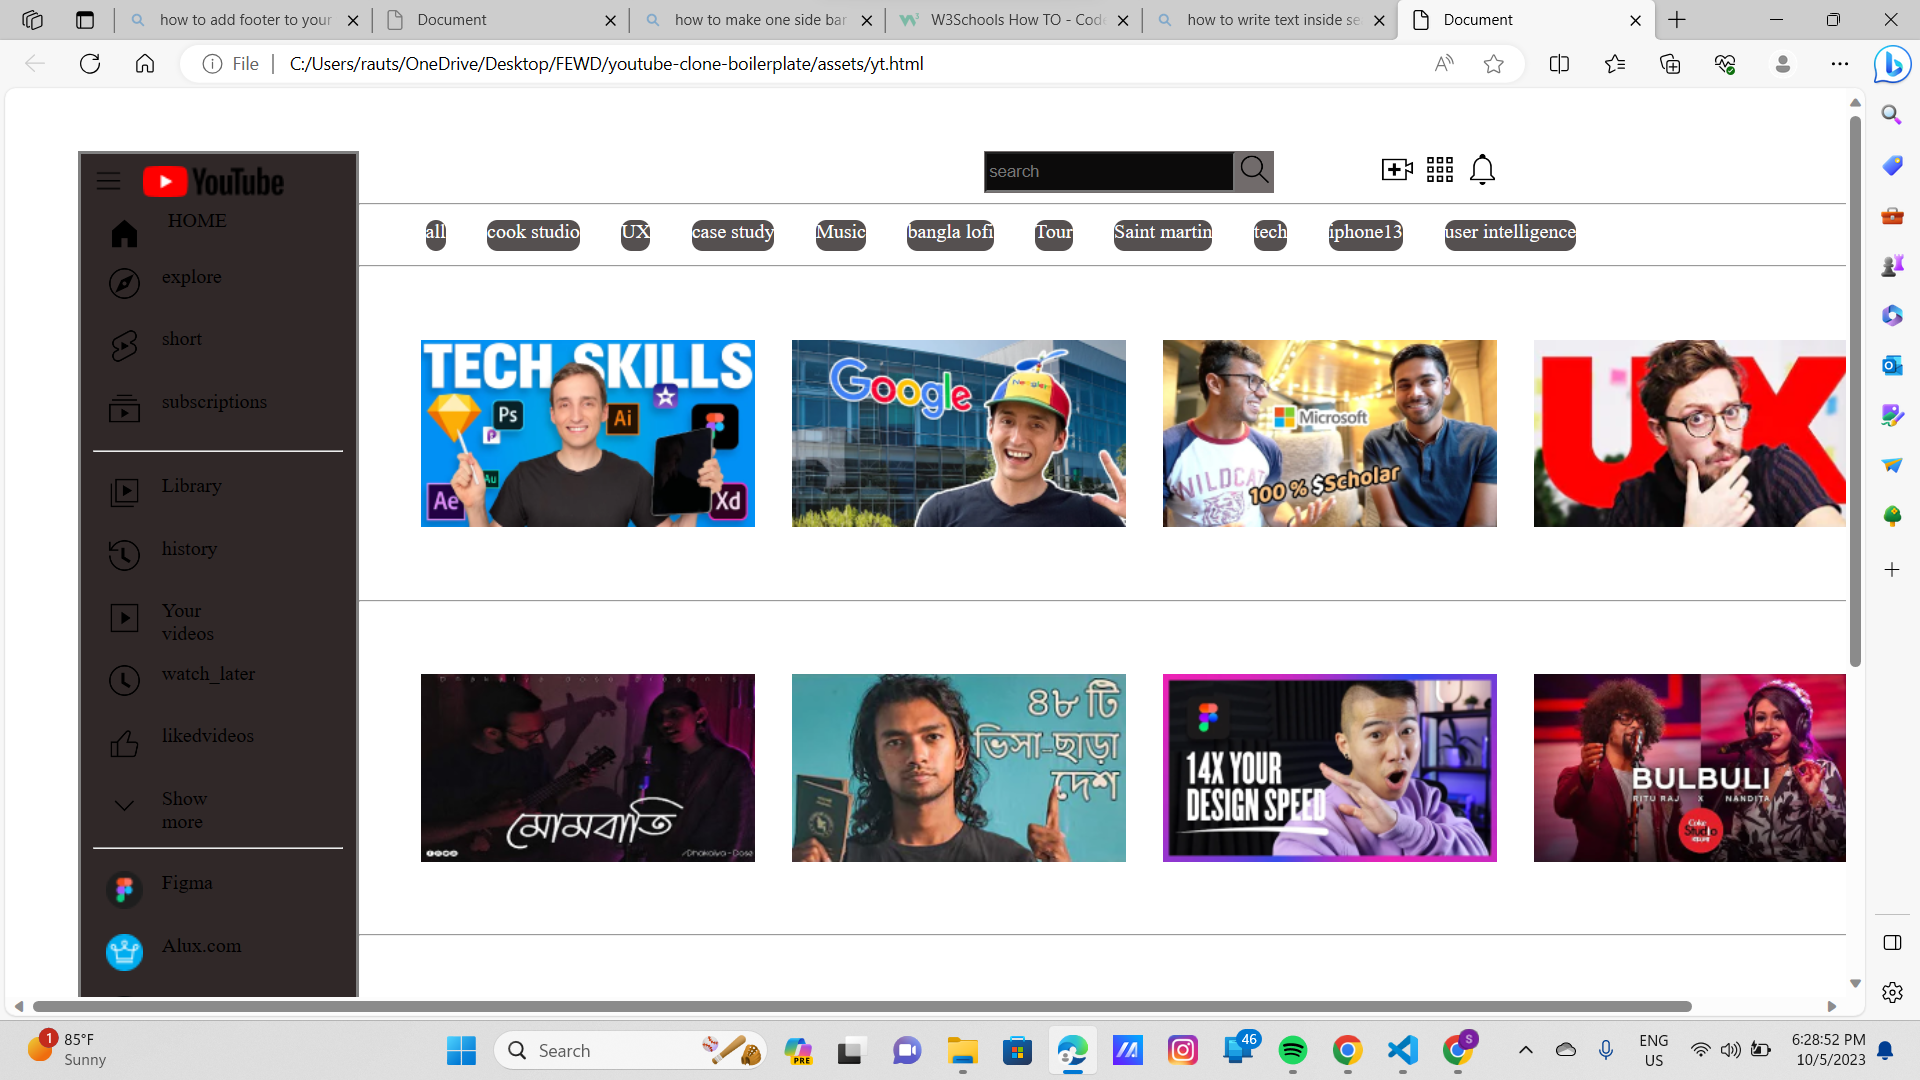 how to add footer to your
Document
how to make one side bar
W3Schools How TO - Code
how to write text inside se
Document
File
C:/Users/rauts/OneDrive/Desktop/FEWD/youtube-clone-boilerplate/assets/yt.html
YouTube
search
HOME
all
cook studio
UX
case study
Music
bangla lofi
Tour
Saint martin
tech
iphone13
user intelligence
explore
short
subscriptions
Library
history
Your
videos
watch_later
likedvideos
Show
more
Figma
Alux.com
TECH SKILLS
Ps
Ai
Au
Ae
Xd
Google
Microsoft
WILDCAT
100 % $Scholar
UX
মোমবাতি
৪৮ টি
ভিসা-ছাড়া
দেশ
14X YOUR
DESIGN SPEED
BULBULI
RITU RAJ X NANDITA
Coke
Studio
1
85°F
Sunny
Search
PRE
46
S
ENG
US
6:28:52 PM
10/5/2023